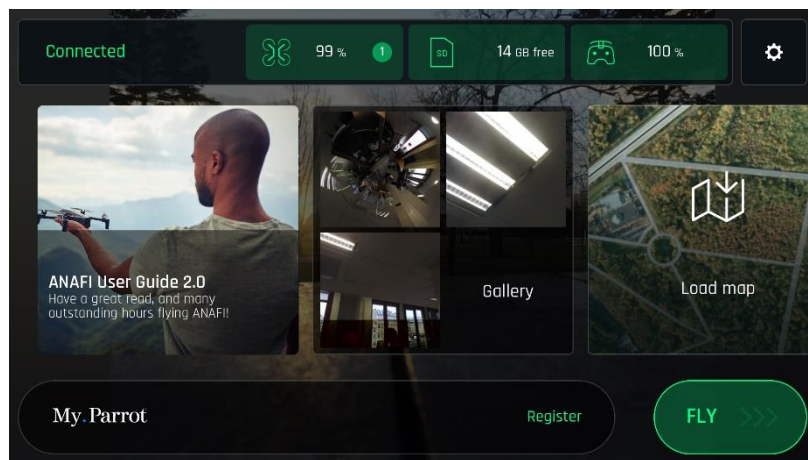 Connected
99 %
1
SD
14 GB free
100 %
ANAFI User Guide 2.0
Have a great read, and many
outstanding hours flying ANAFI!
Gallery
Load map
My.Parrot
Register
FLY >>>